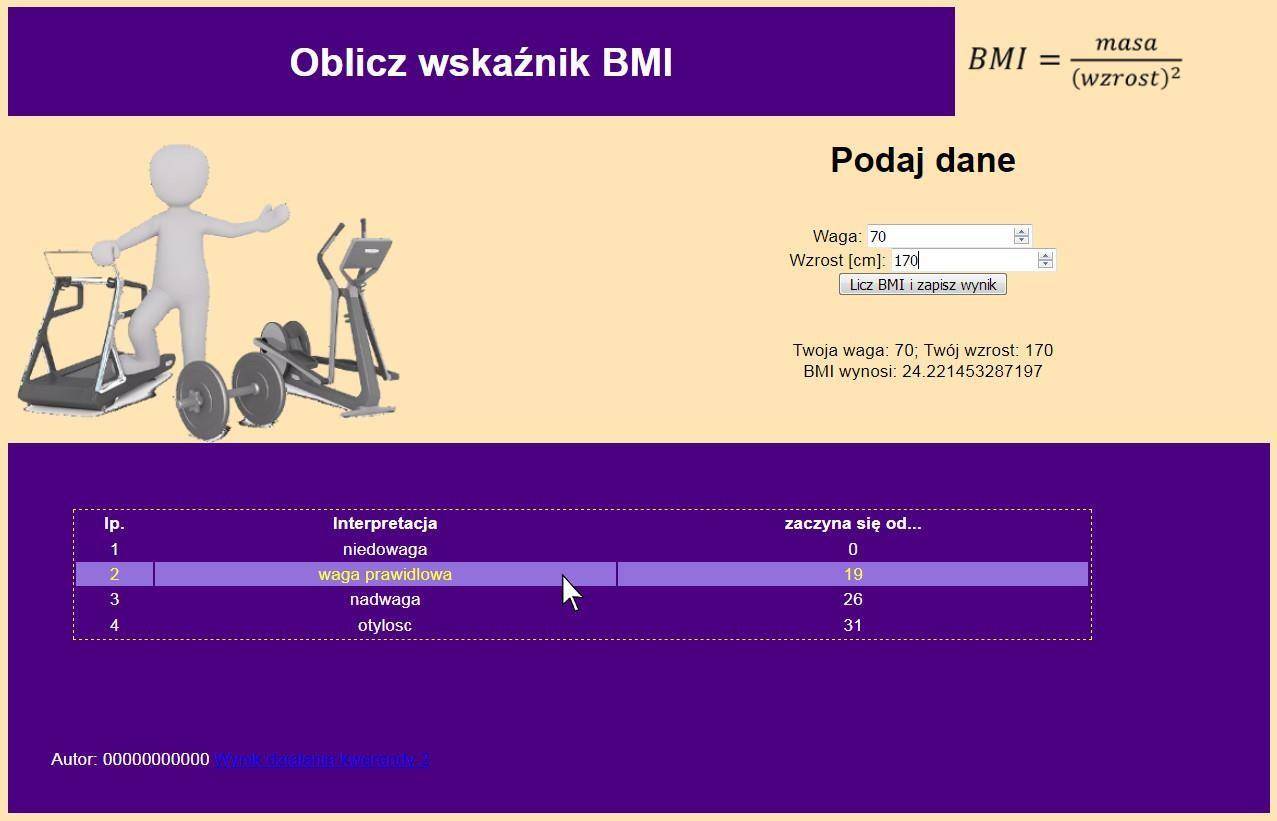 Oblicz wskaźnik BMI
BMI = masa / (wzrost)²
Podaj dane
Waga: 70
Wzrost [cm]: 170
Licz BMI i zapisz wynik
Twoja waga: 70; Twój wzrost: 170
BMI wynosi: 24.221453287197
lp. Interpretacja zaczyna się od...
1 niedowaga 0
2 waga prawidlowa 19
3 nadwaga 26
4 otylosc 31
Autor: 00000000000 Wynik działania kwerendy 2